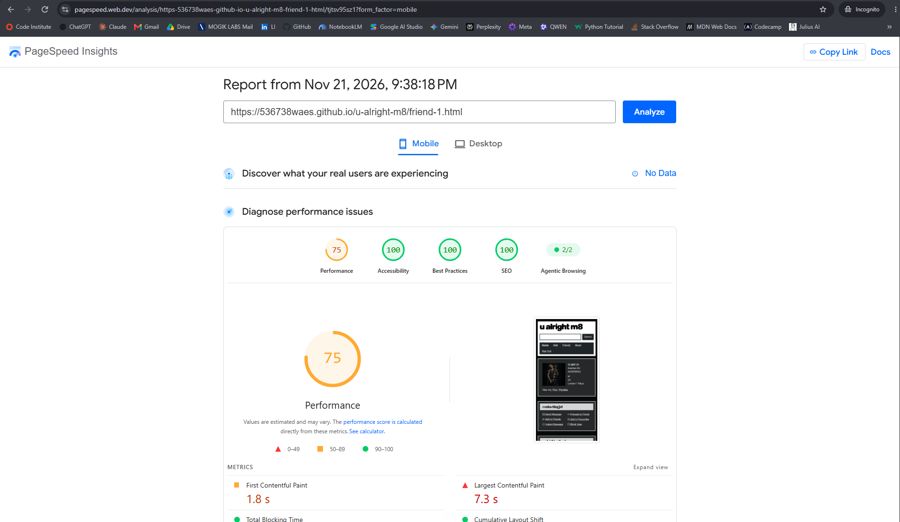 pagespeed.web.dev/analysis/https-536738waes-github-io-u-alright-m8-friend-1-html/tjtsv95sz1?form_factor=mobile
Incognito
Code Institute ChatGPT Claude Gmail Drive MOGIK LABS Mail LI GitHub NotebookLM Google AI Studio Gemini Perplexity Meta QWEN Python Tutorial Stack Overflow MDN Web Docs Codecamp Julius AI »
PageSpeed Insights
Copy Link Docs
Report from Nov 21, 2026, 9:38:18 PM
https://536738waes.github.io/u-alright-m8/friend-1.html
Analyze
Mobile Desktop
Discover what your real users are experiencing
No Data
Diagnose performance issues
75 100 100 100 2/2
Performance Accessibility Best Practices SEO Agentic Browsing
u alright m8
75
Performance
Values are estimated and may vary. The performance score is calculated
directly from these metrics. See calculator.
0–49 50–89 90–100
METRICS
Expand view
First Contentful Paint
1.8 s
Largest Contentful Paint
7.3 s
Total Blocking Time
Cumulative Layout Shift